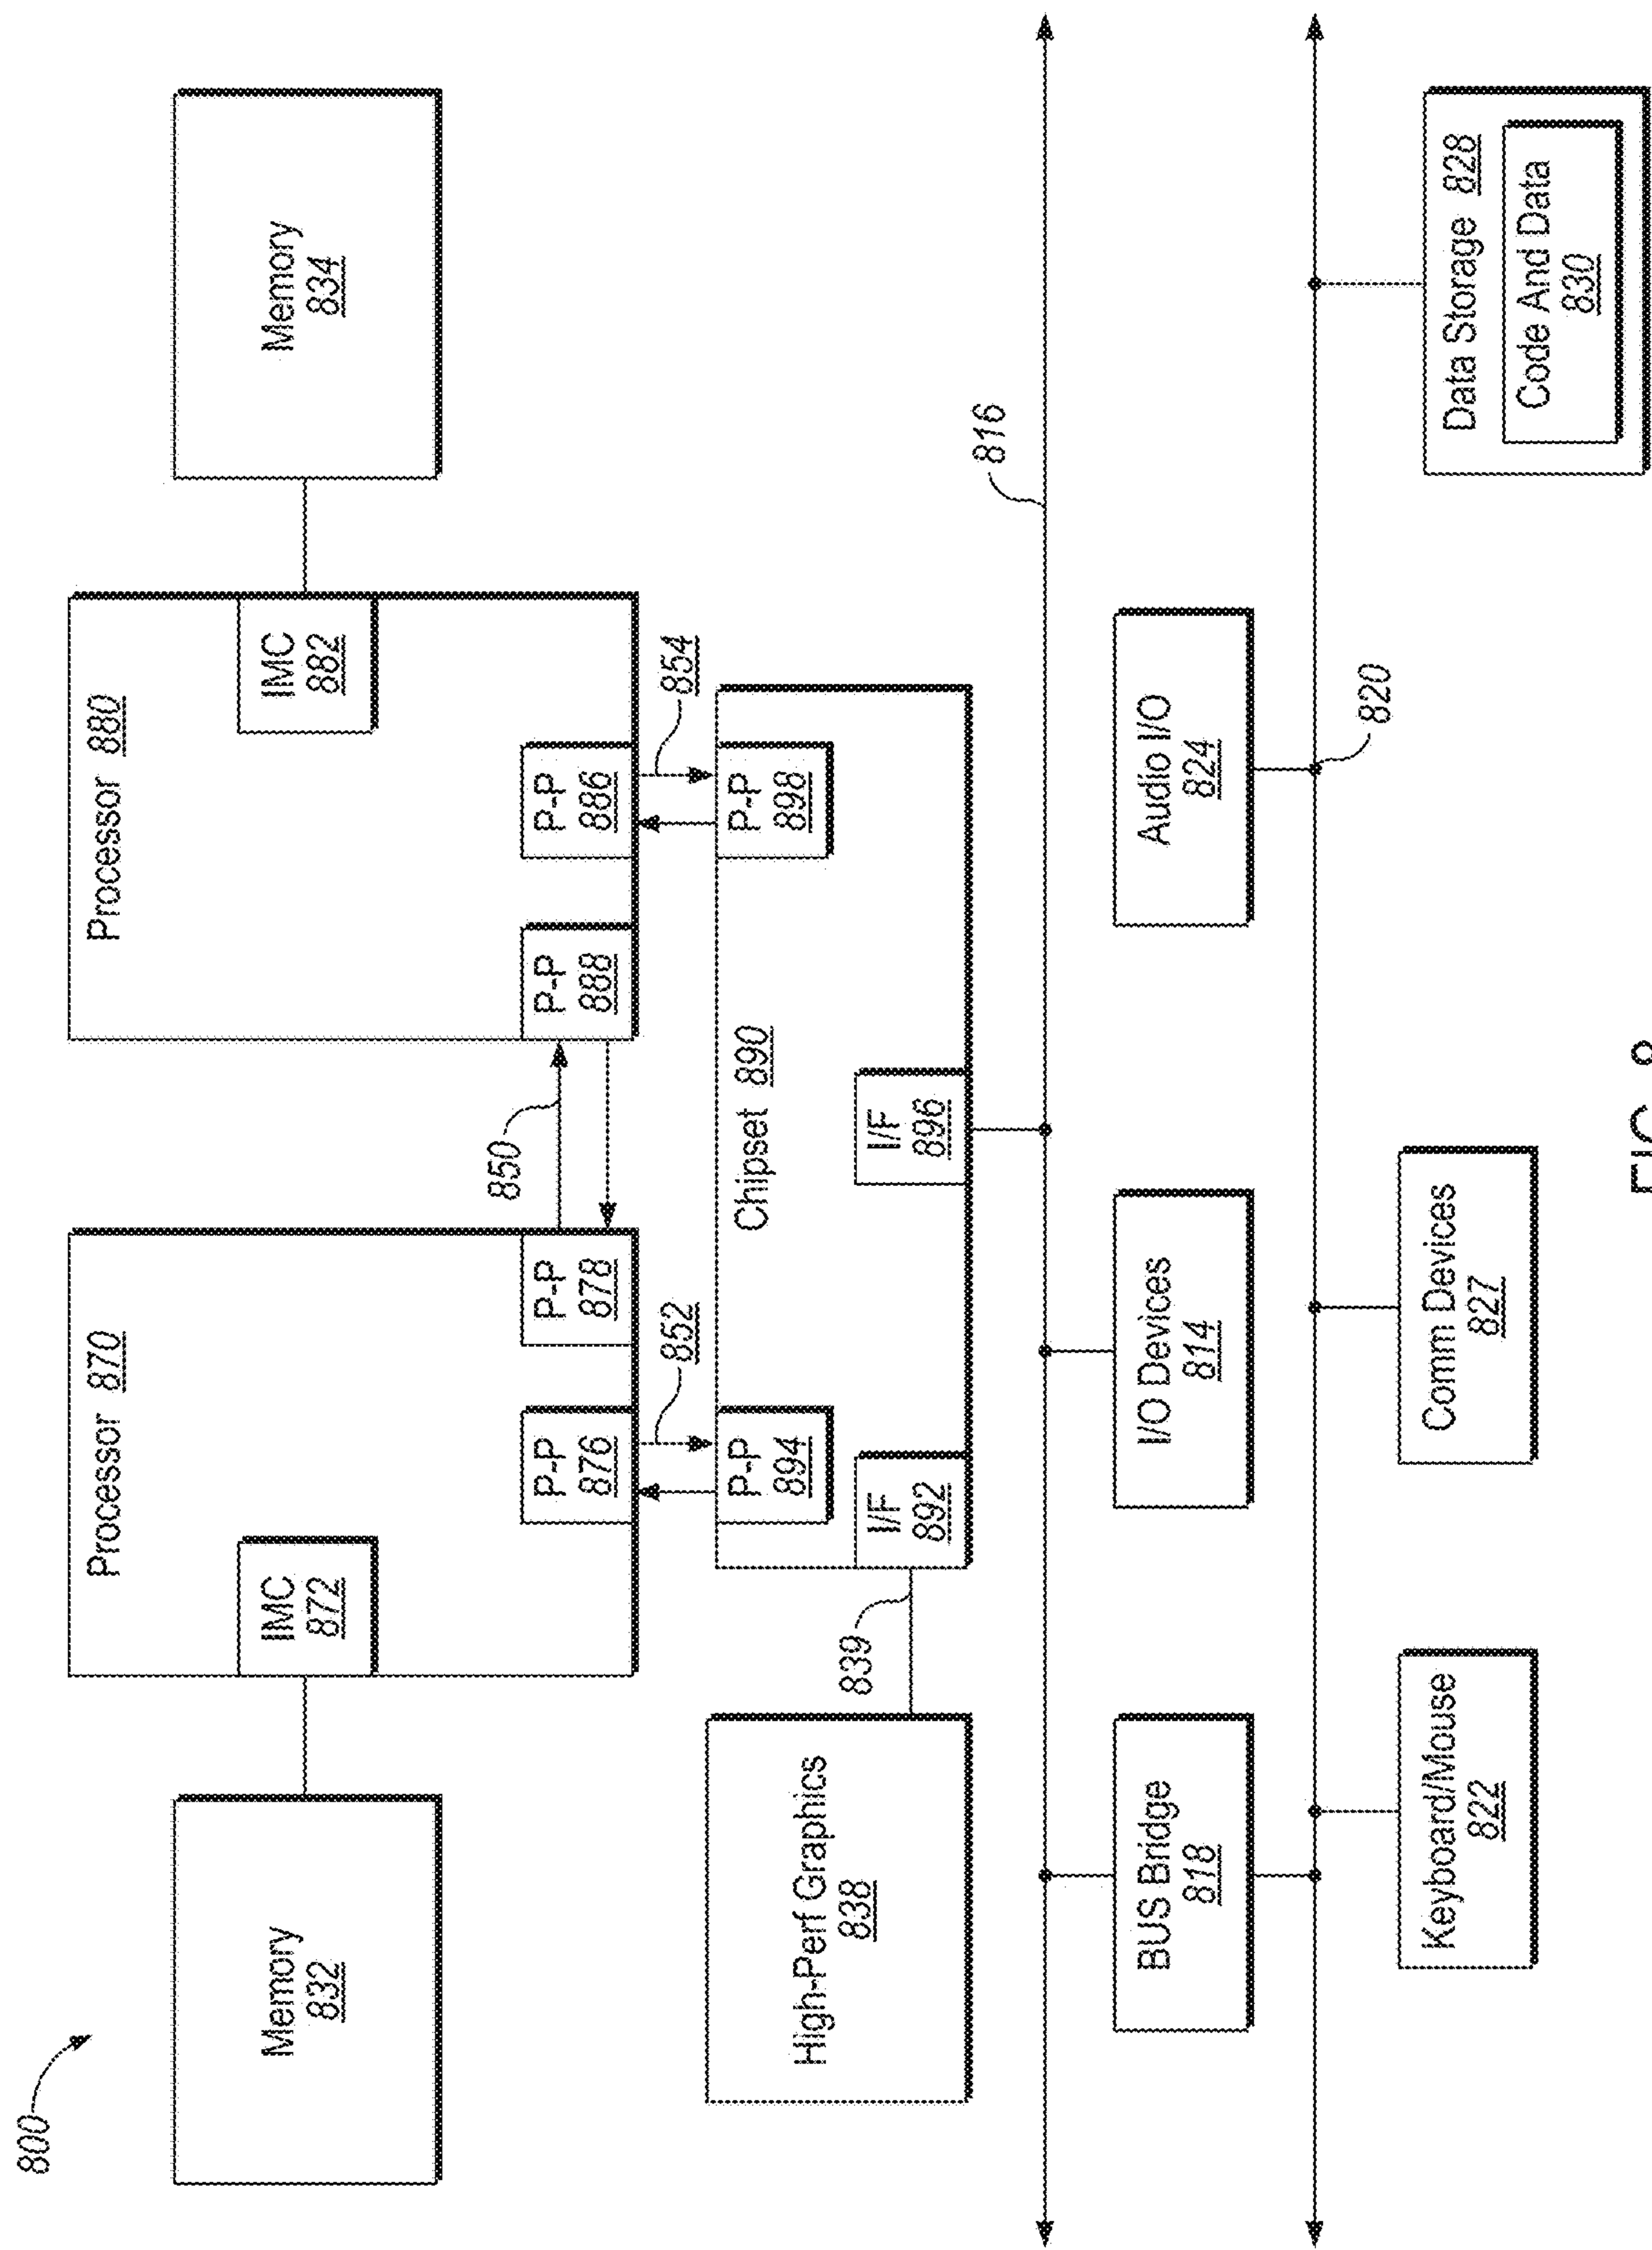 800
Processor 870
Processor 880
Memory
832
IMC
872
IMC
882
Memory
834
850
P-P
876
P-P
878
P-P
888
P-P
886
852
854
High-Perf Graphics
838
839
P-P
894
Chipset 890
P-P
898
I/F
892
I/F
896
816
BUS Bridge
818
I/O Devices
814
Audio I/O
824
820
Keyboard/Mouse
822
Comm Devices
827
Data Storage 828
Code And Data
830
FIG. 8